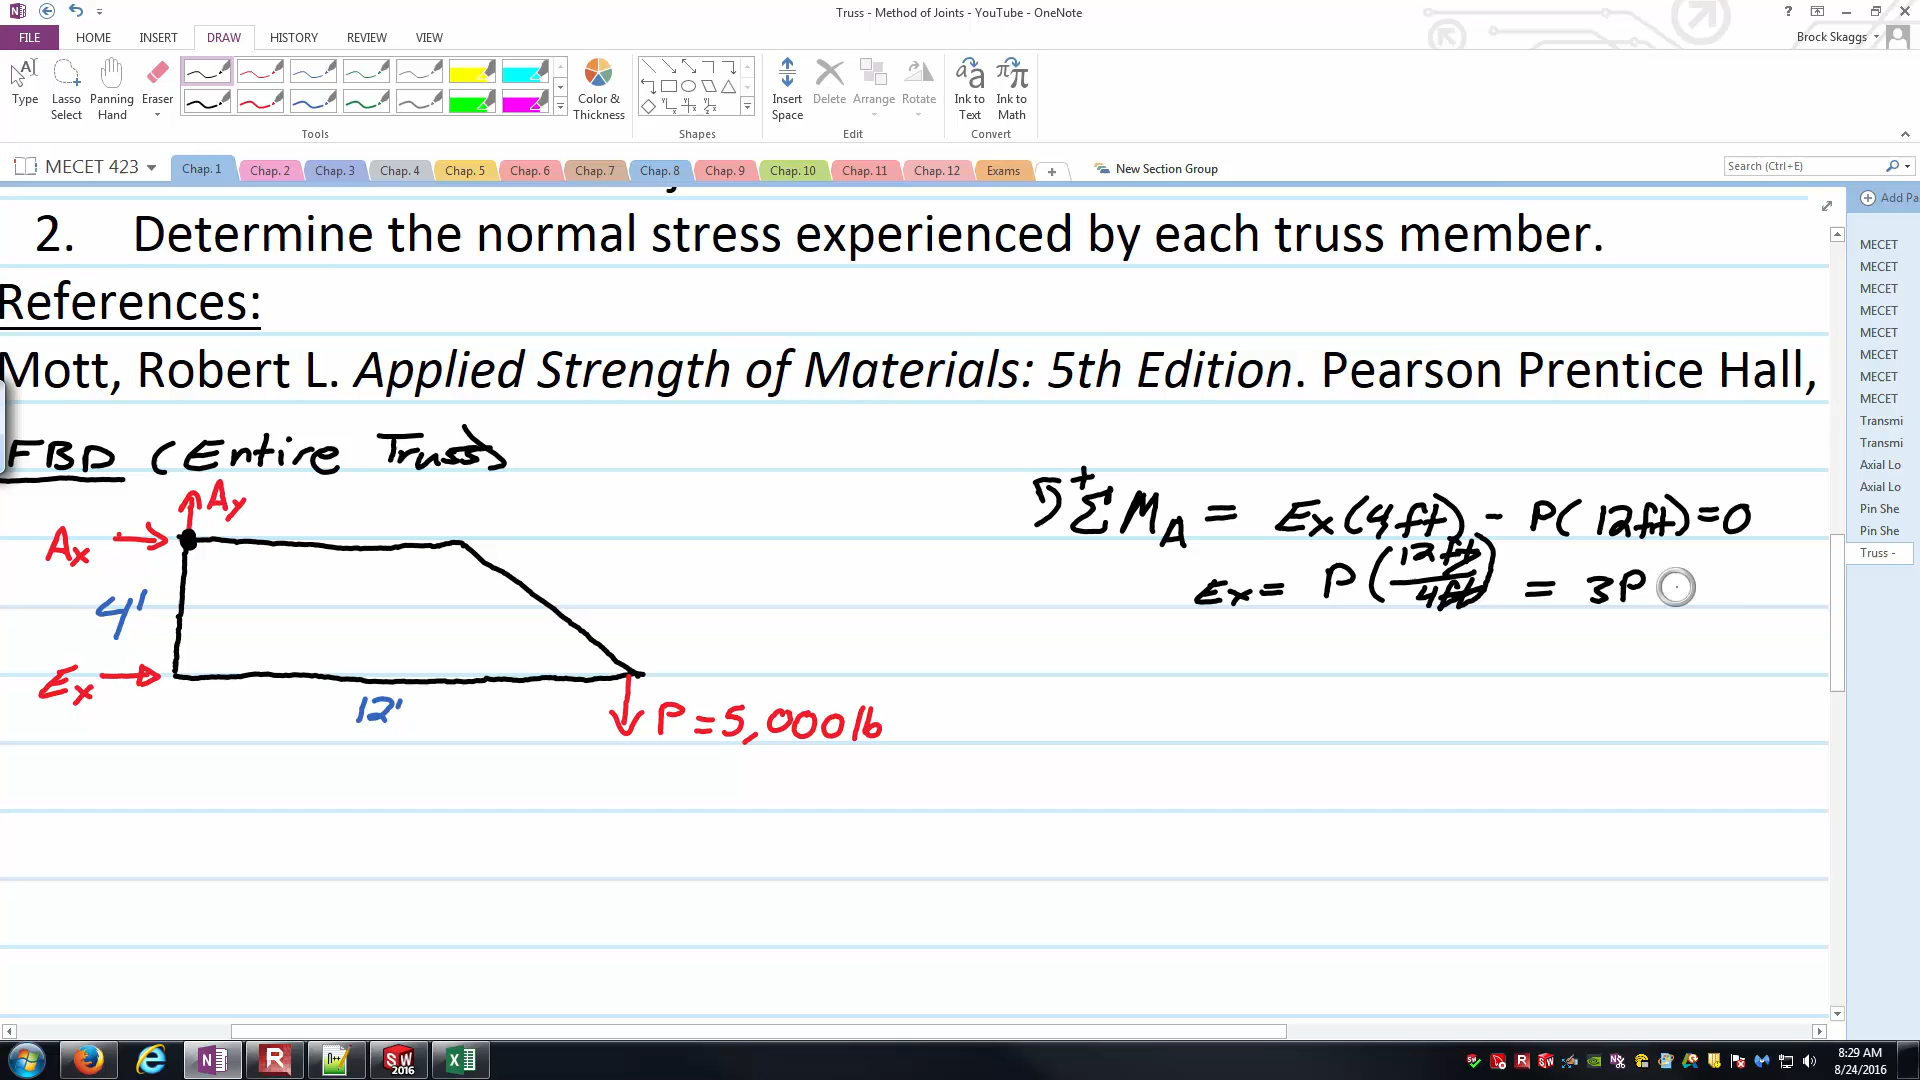 Truss - Method of Joints - YouTube - OneNote
?
FILE HOME INSERT DRAW HISTORY REVIEW VIEW
Brock Skaggs
Type
Lasso Select
Panning Hand
Eraser
Color & Thickness
Insert Space
Delete
Arrange
Rotate
Ink to Text
Ink to Math
Tools
Shapes
Edit
Convert
MECET 423
Chap. 1 Chap. 2 Chap. 3 Chap. 4 Chap. 5 Chap. 6 Chap. 7 Chap. 8 Chap. 9 Chap. 10 Chap. 11 Chap. 12 Exams + New Section Group
Search (Ctrl+E)
Add Pa
MECET
MECET
MECET
MECET
MECET
MECET
MECET
MECET
Transmi
Transmi
Axial Lo
Axial Lo
Pin She
Pin She
Truss -
2. Determine the normal stress experienced by each truss member.
References:
Mott, Robert L. Applied Strength of Materials: 5th Edition. Pearson Prentice Hall,
FBD (Entire Truss)
Ay
Ax
4'
Ex
12'
P = 5,000 lb
+ΣMA = Ex(4ft) - P(12ft) = 0
Ex = P(12ft/4ft) = 3P
SW 2016
8:29 AM
8/24/2016